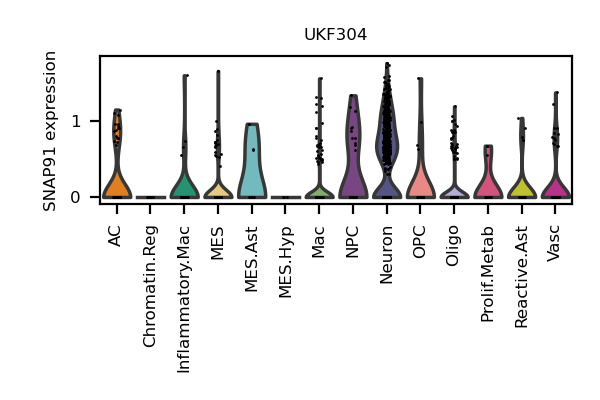 UKF304
SNAP91 expression
1
0
AC
Chromatin.Reg
Inflammatory.Mac
MES
MES.Ast
MES.Hyp
Mac
NPC
Neuron
OPC
Oligo
Prolif.Metab
Reactive.Ast
Vasc